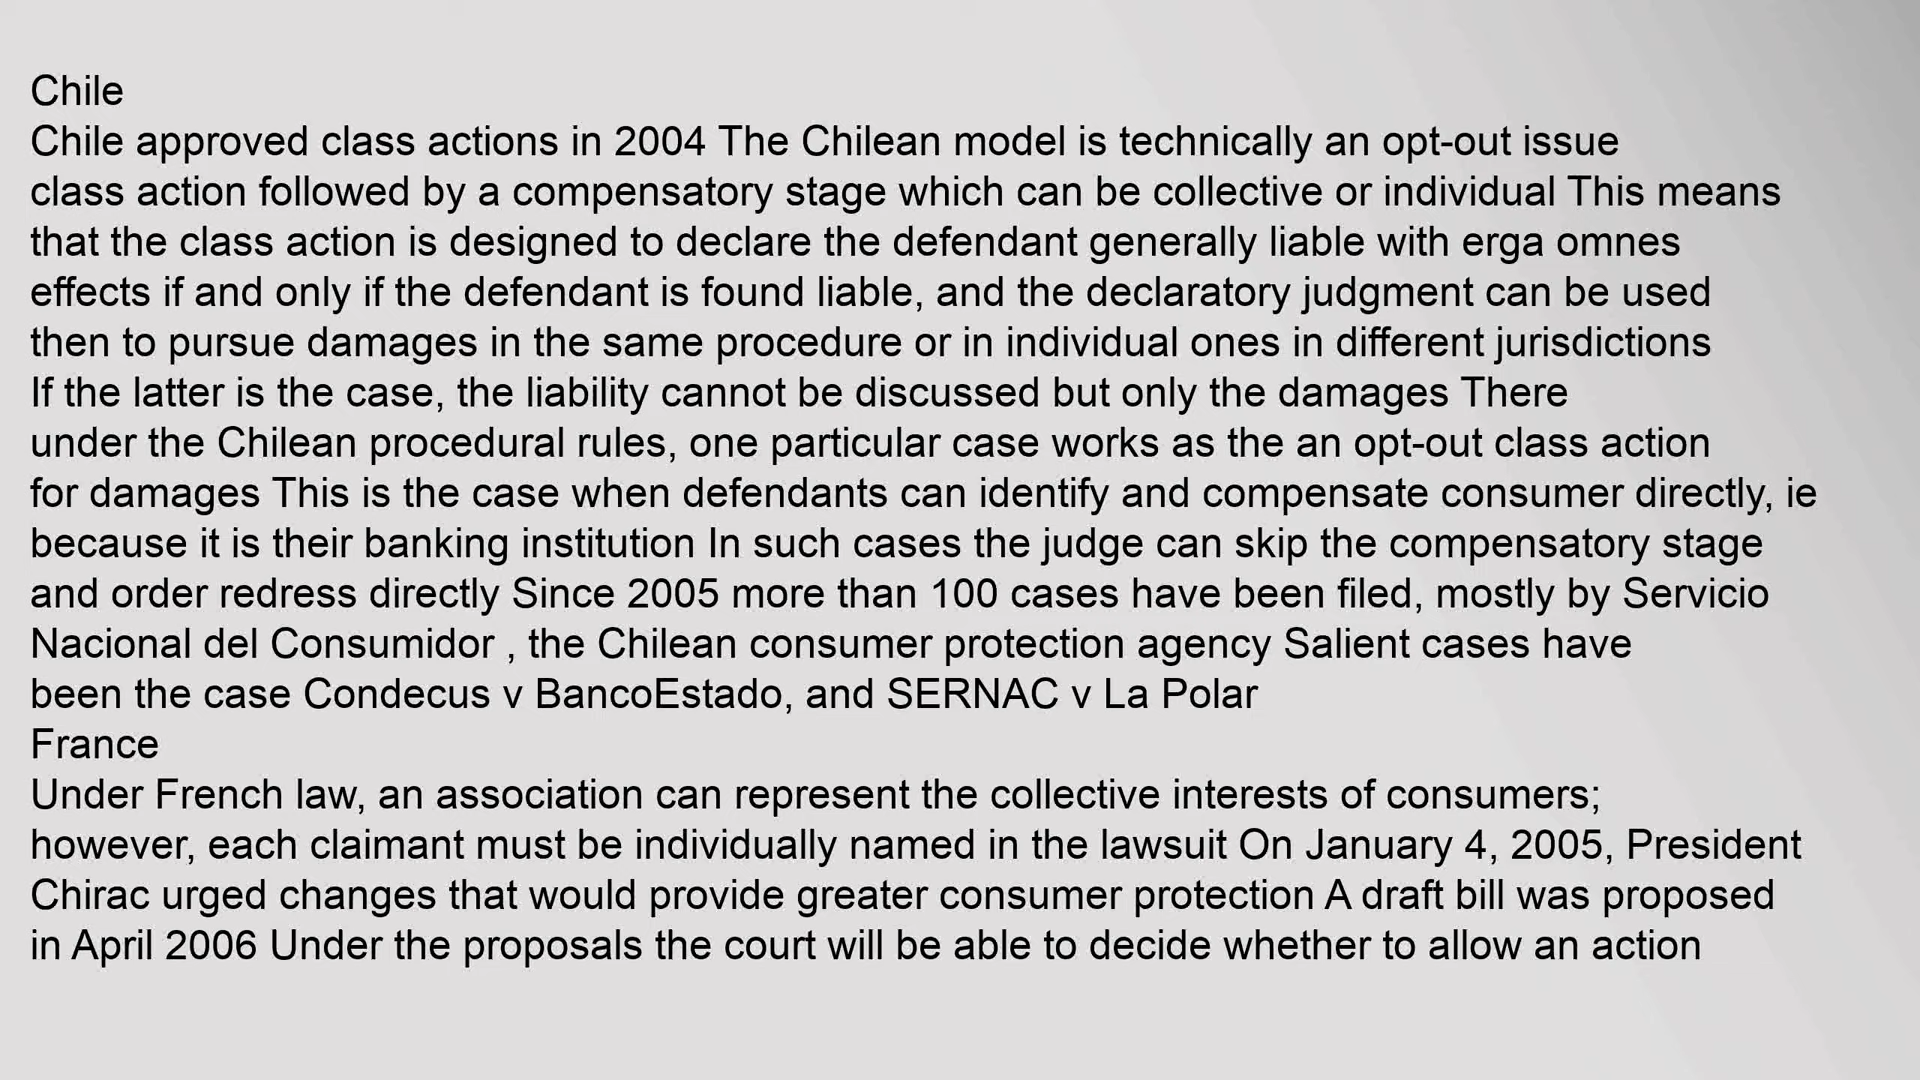 Chile
Chile approved class actions in 2004 The Chilean model is technically an opt-out issue
class action followed by a compensatory stage which can be collective or individual This means
that the class action is designed to declare the defendant generally liable with erga omnes
effects if and only if the defendant is found liable, and the declaratory judgment can be used
then to pursue damages in the same procedure or in individual ones in different jurisdictions
If the latter is the case, the liability cannot be discussed but only the damages There
under the Chilean procedural rules, one particular case works as the an opt-out class action
for damages This is the case when defendants can identify and compensate consumer directly, ie
because it is their banking institution In such cases the judge can skip the compensatory stage
and order redress directly Since 2005 more than 100 cases have been filed, mostly by Servicio
Nacional del Consumidor , the Chilean consumer protection agency Salient cases have
been the case Condecus v BancoEstado, and SERNAC v La Polar
France
Under French law, an association can represent the collective interests of consumers;
however, each claimant must be individually named in the lawsuit On January 4, 2005, President
Chirac urged changes that would provide greater consumer protection A draft bill was proposed
in April 2006 Under the proposals the court will be able to decide whether to allow an action